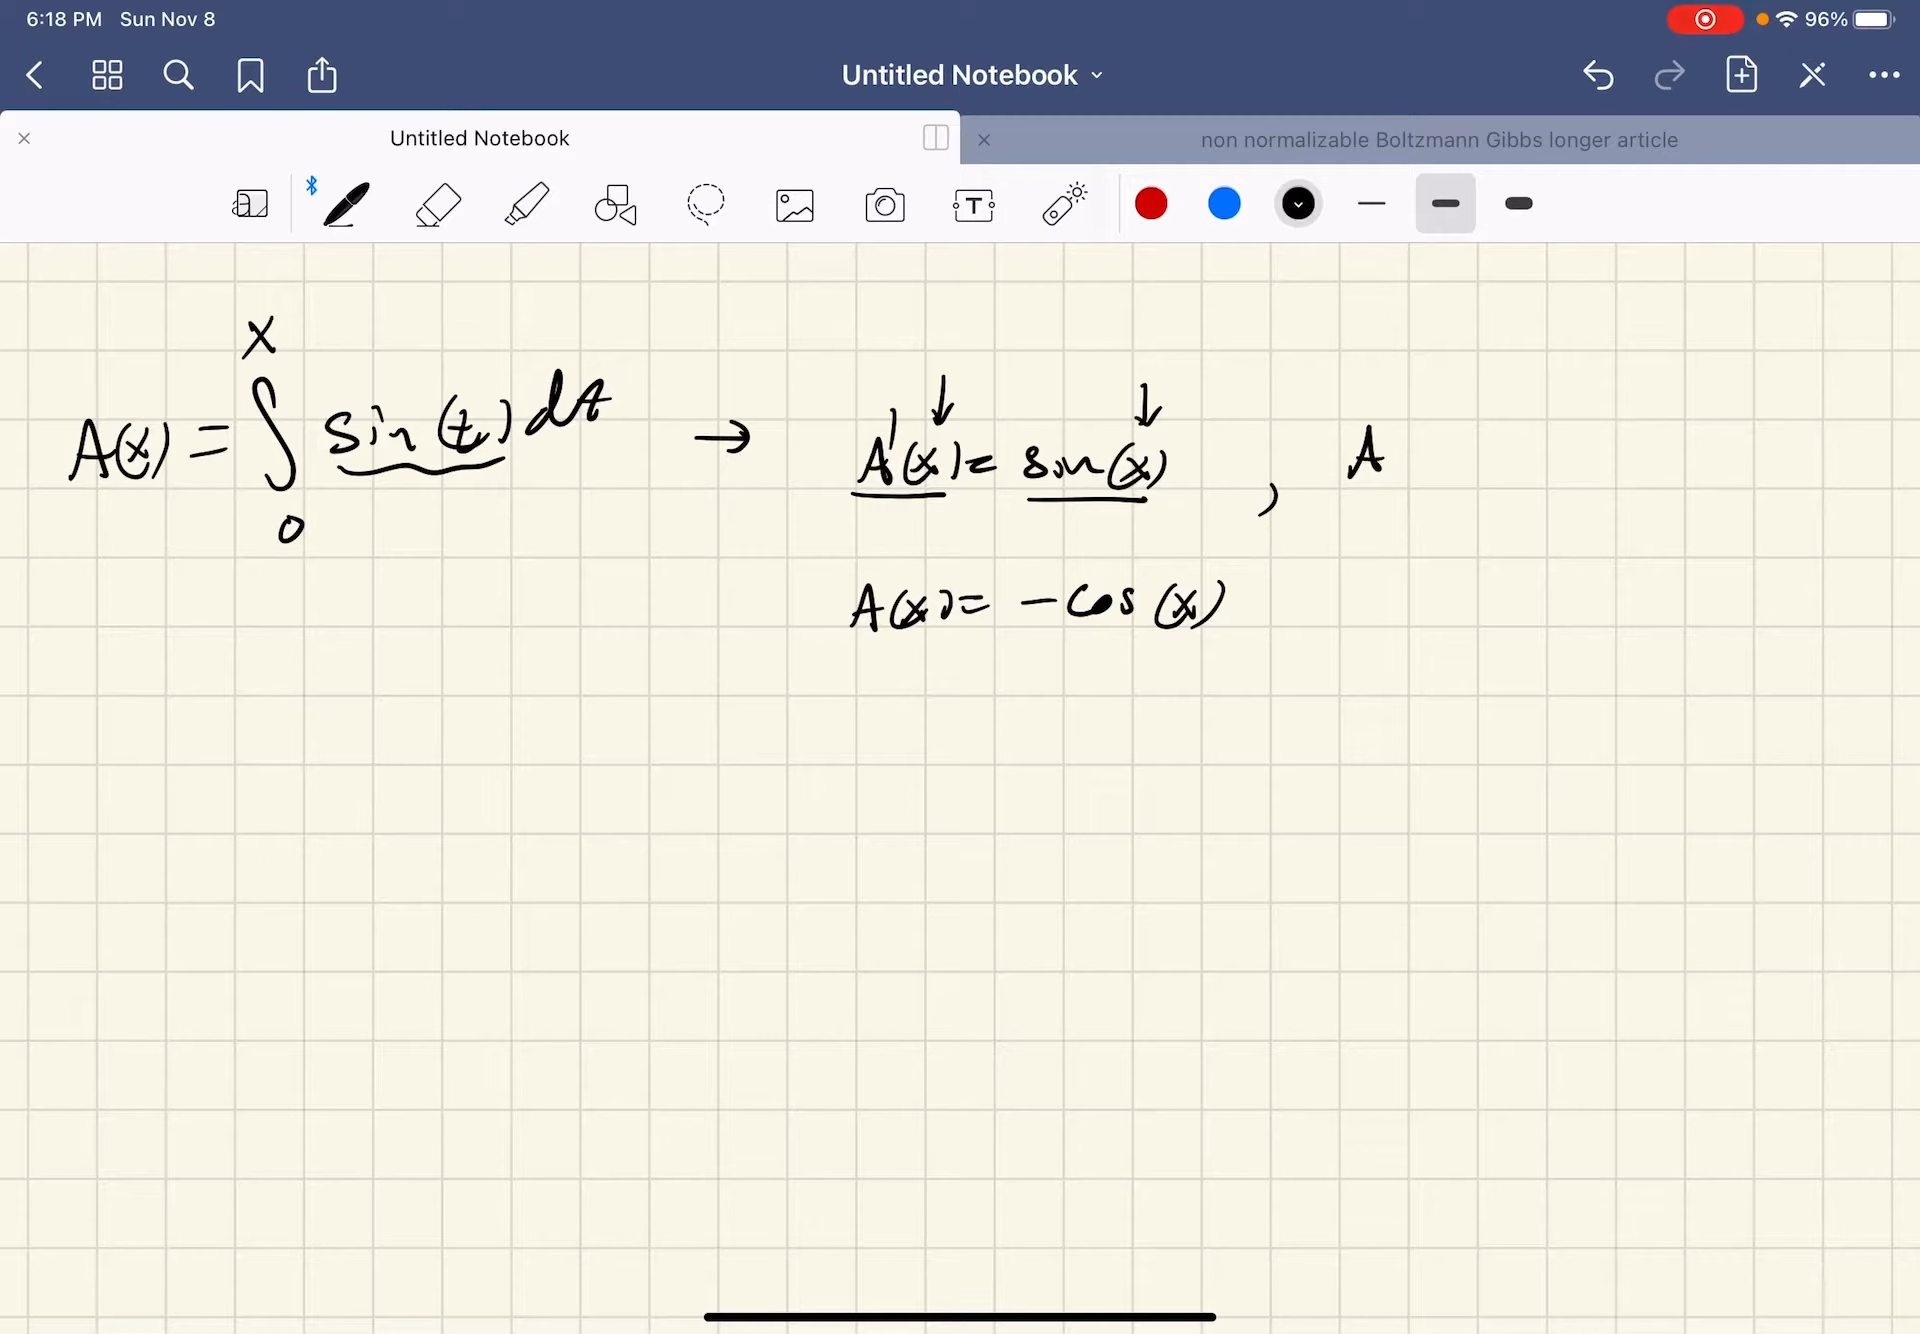 6:18 PM Sun Nov 8
96%
Untitled Notebook
Untitled Notebook
non normalizable Boltzmann Gibbs longer article
T
A(x) = ∫₀ˣ sin(t) dt → A'(x) = sin(x) , A
A(x) = -cos(x)